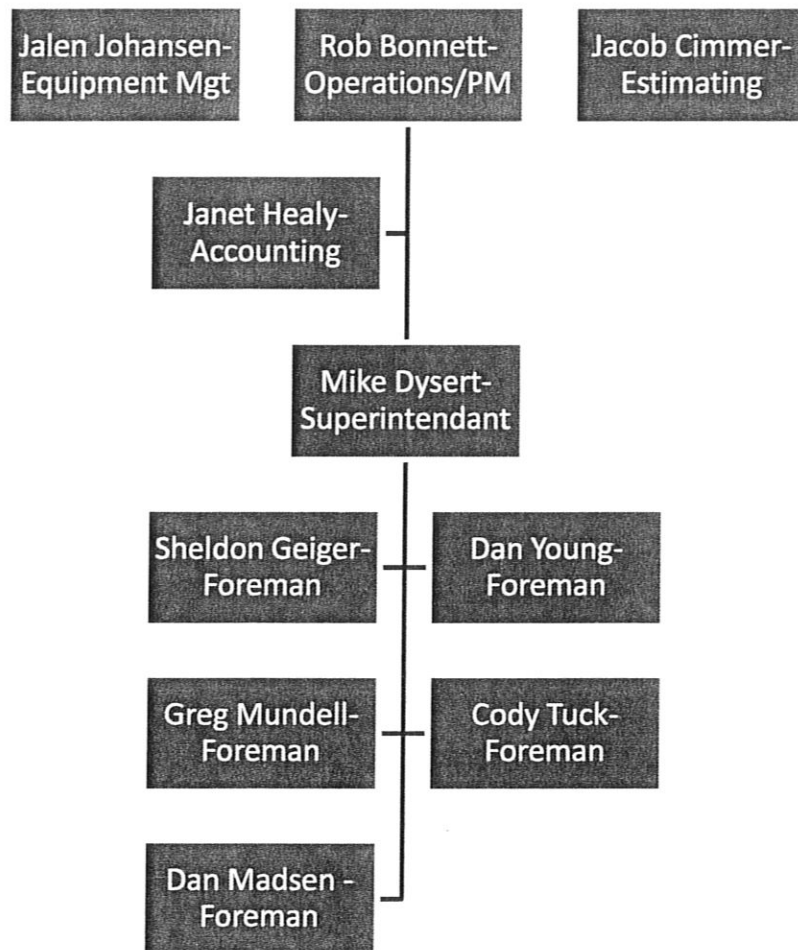 Jalen Johansen-
Equipment Mgt
Rob Bonnett-
Operations/PM
Jacob Cimmer-
Estimating
Janet Healy-
Accounting
Mike Dysert-
Superintendant
Sheldon Geiger-
Foreman
Dan Young-
Foreman
Greg Mundell-
Foreman
Cody Tuck-
Foreman
Dan Madsen -
Foreman